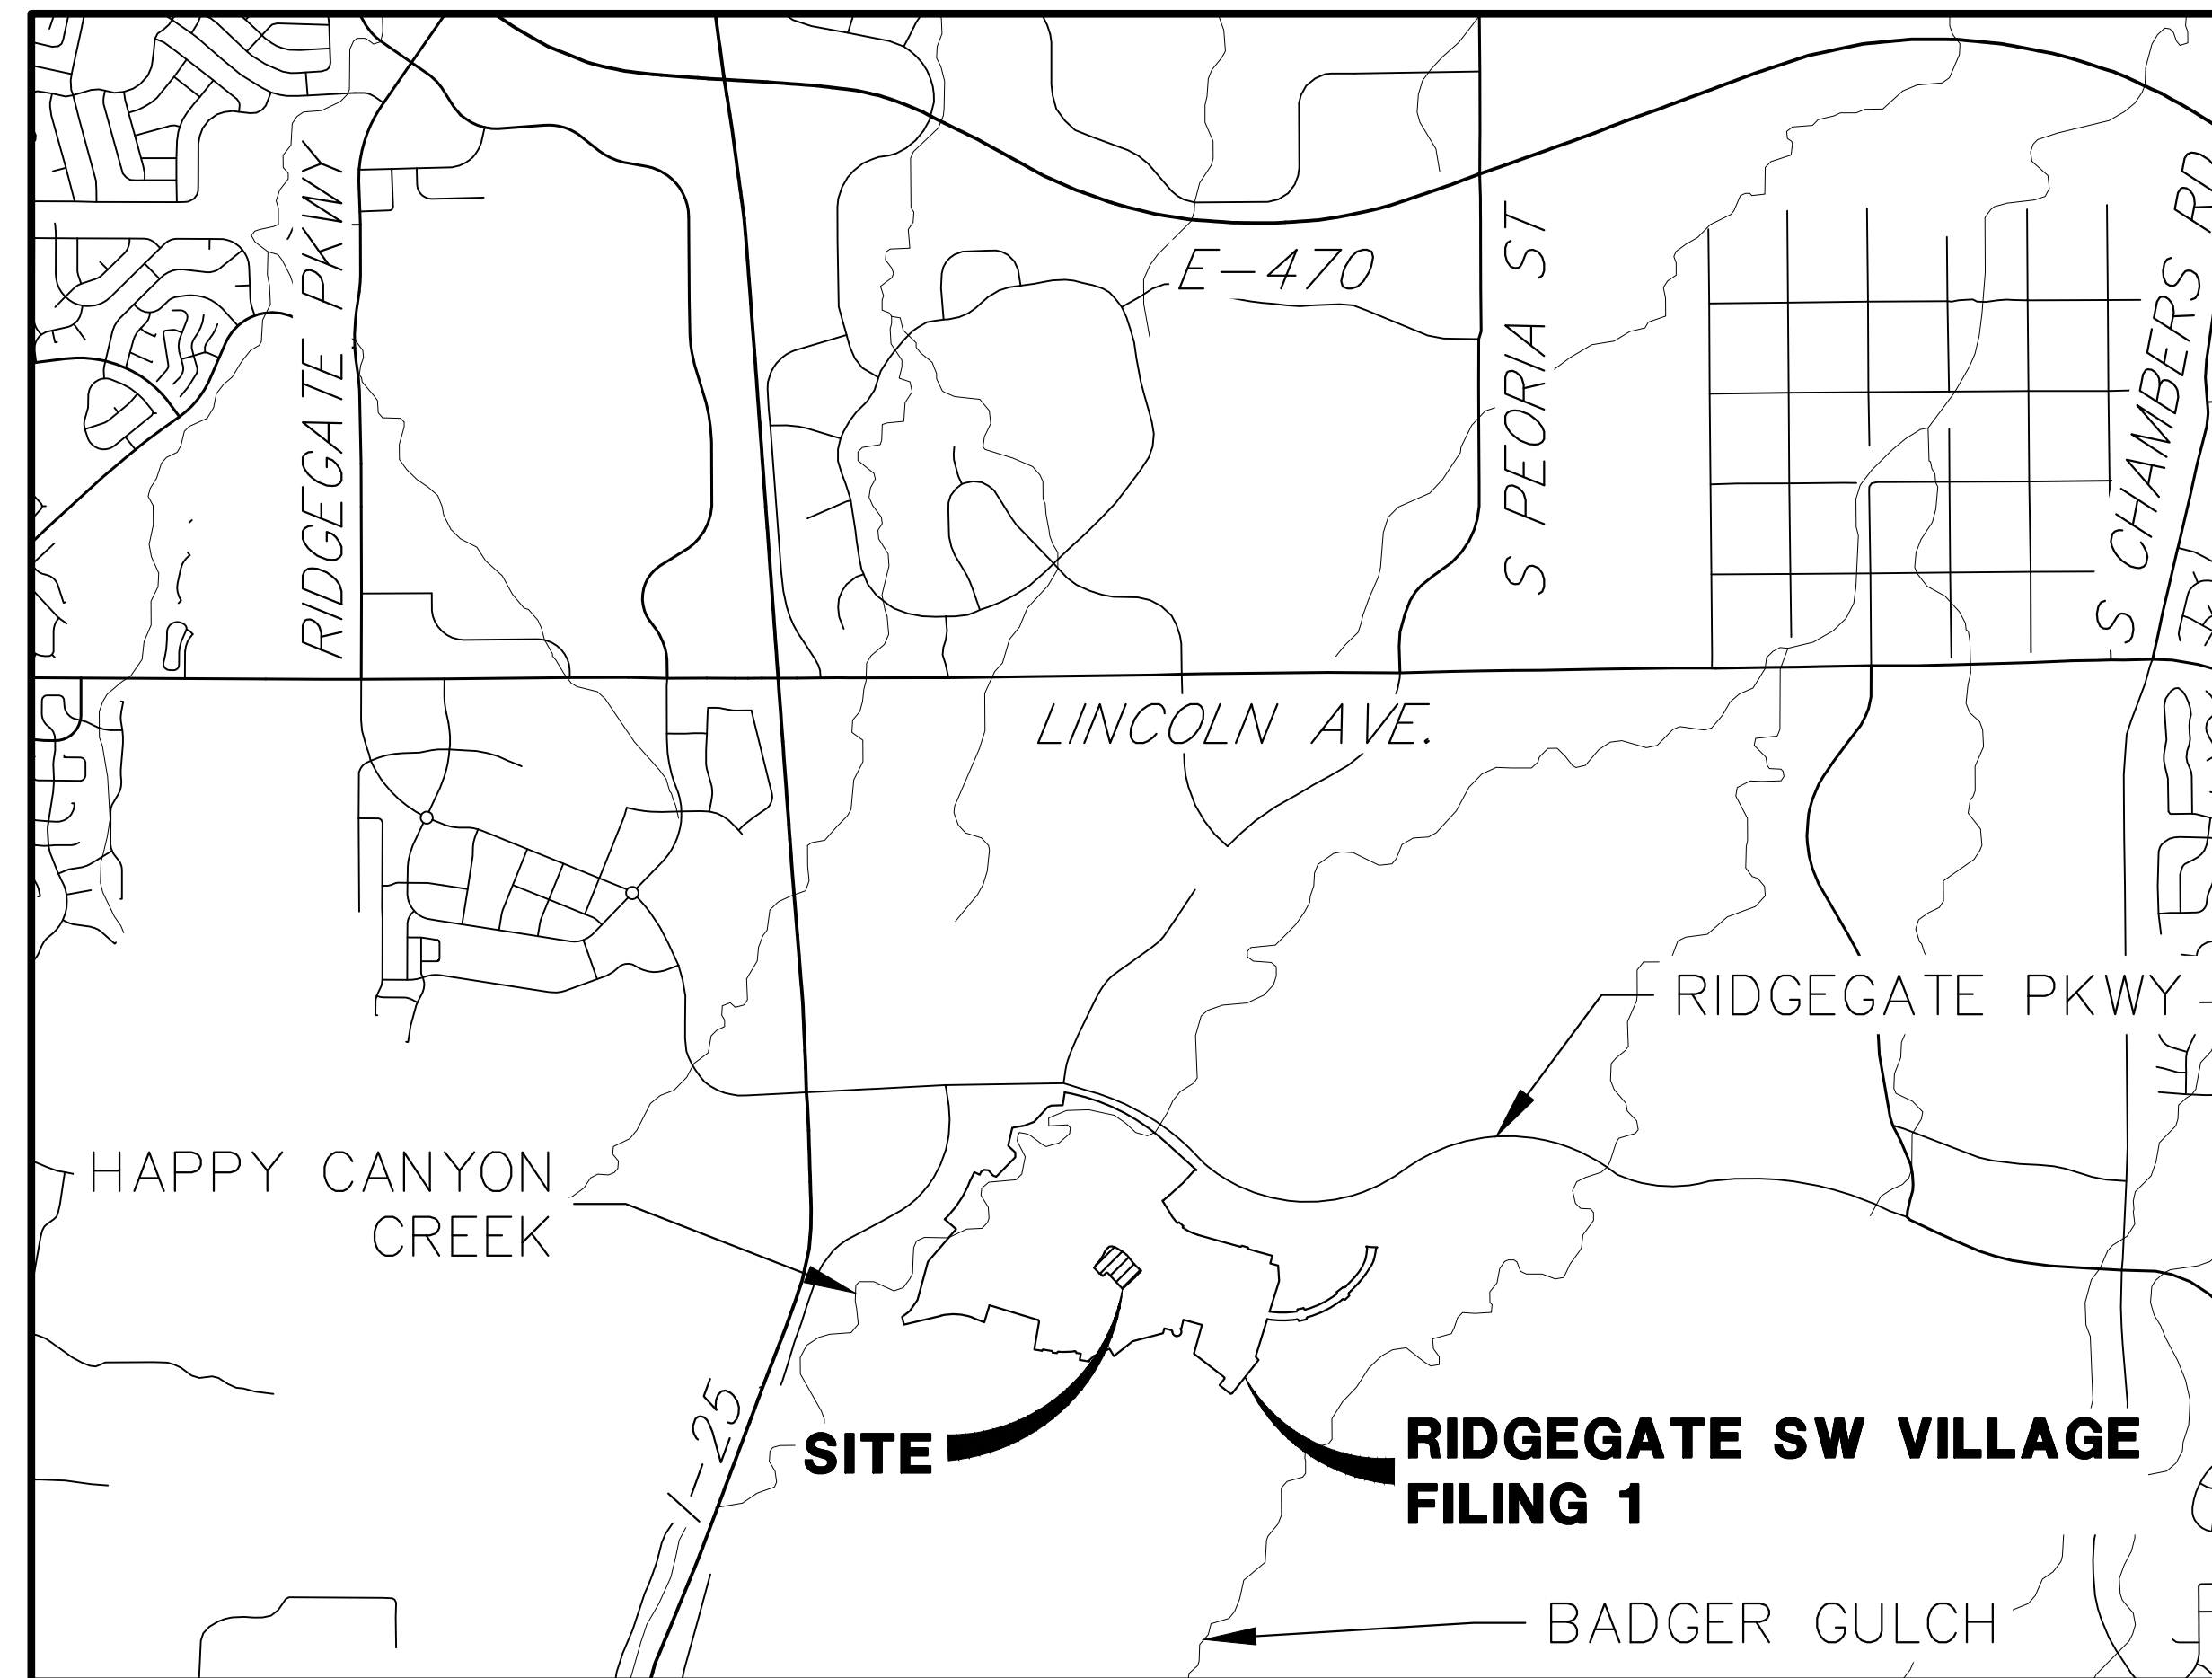 RIDGEGATE PKWY
E-470
S PEORIA ST
S CHAMBERS RD
LINCOLN AVE.
RIDGEGATE PKWY
HAPPY CANYON
CREEK
I-25
SITE
RIDGEGATE SW VILLAGE
FILING 1
BADGER GULCH